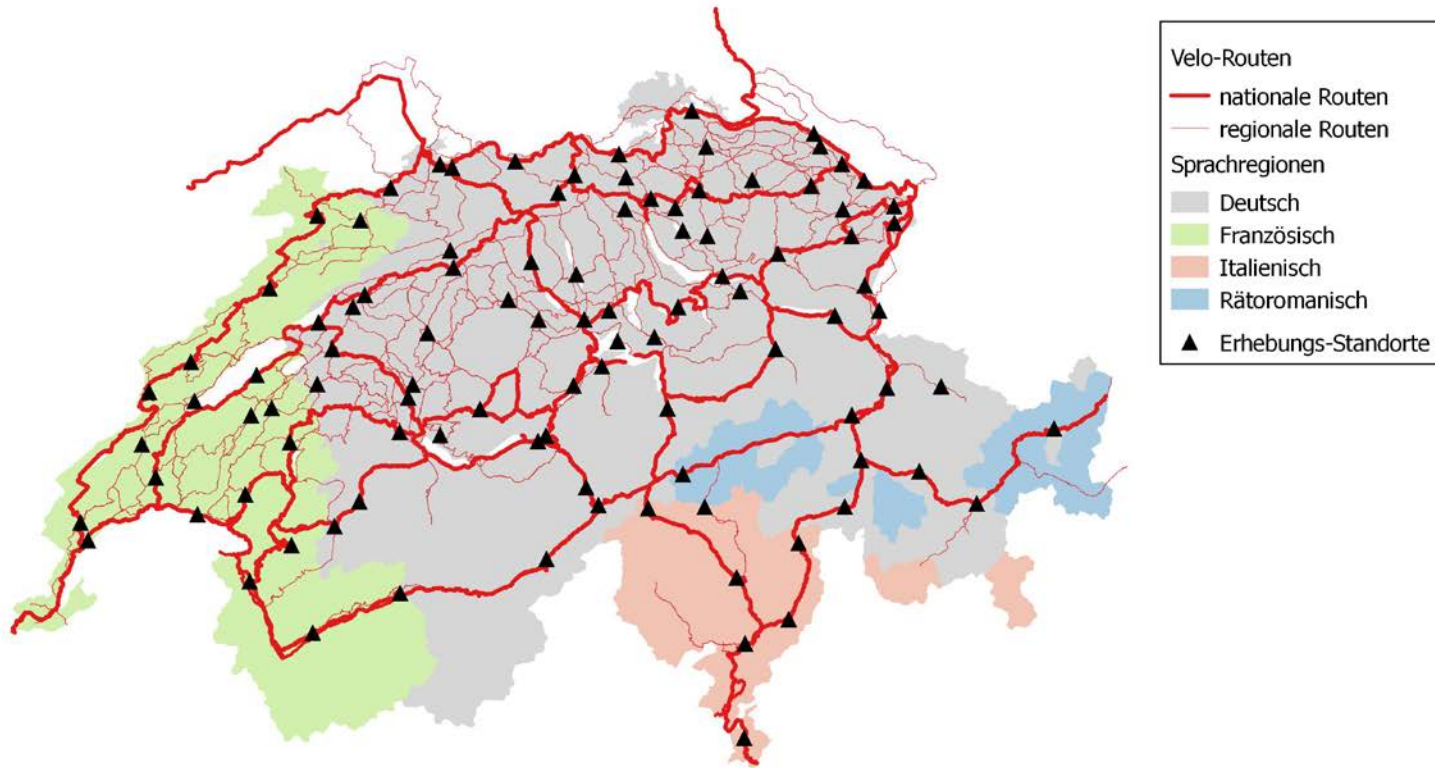 Velo-Routen
nationale Routen
regionale Routen
Sprachregionen
Deutsch
Französisch
Italienisch
Rätoromanisch
Erhebungs-Standorte